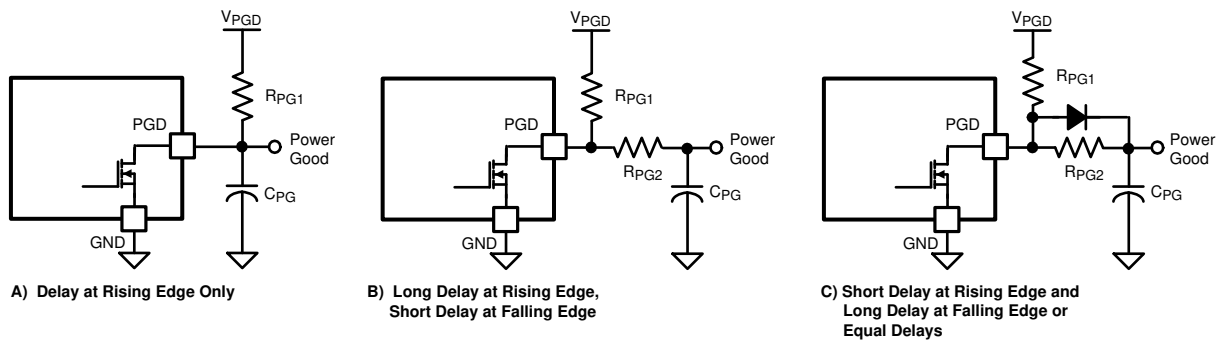 VPGD
RPG1
PGD
Power
Good
CPG
GND
A) Delay at Rising Edge Only
VPGD
RPG1
PGD
RPG2
Power
Good
CPG
GND
B) Long Delay at Rising Edge,
Short Delay at Falling Edge
VPGD
RPG1
PGD
RPG2
Power
Good
CPG
GND
C) Short Delay at Rising Edge and
Long Delay at Falling Edge or
Equal Delays